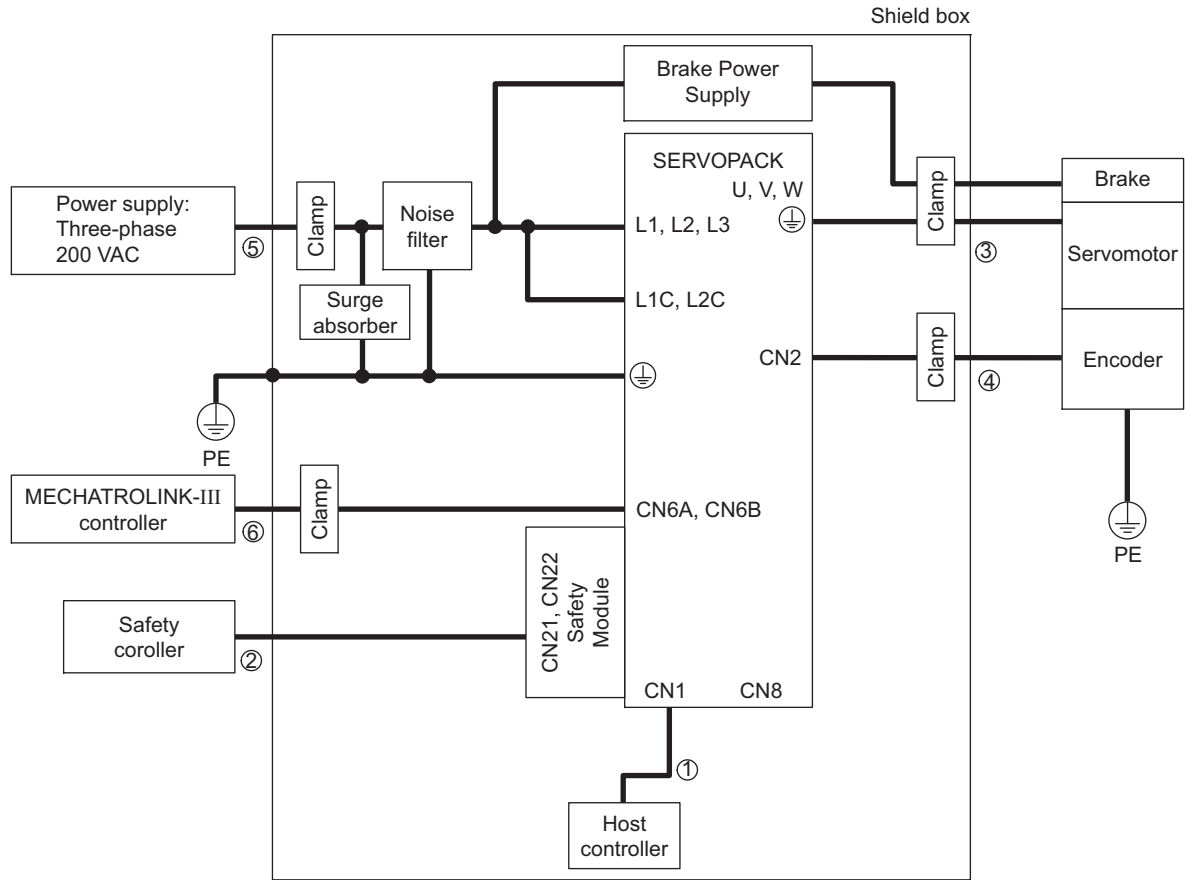 Shield box
Brake Power
Supply
SERVOPACK
U, V, W
L1, L2, L3
L1C, L2C
CN2
CN6A, CN6B
CN1
CN8
Power supply:
Three-phase
200 VAC
⑤
Clamp
Noise
filter
Surge
absorber
PE
MECHATROLINK-III
controller
⑥
Clamp
Safety
coroller
②
CN21, CN22
Safety
Module
①
Host
controller
Clamp
③
Brake
Servomotor
Clamp
④
Encoder
PE